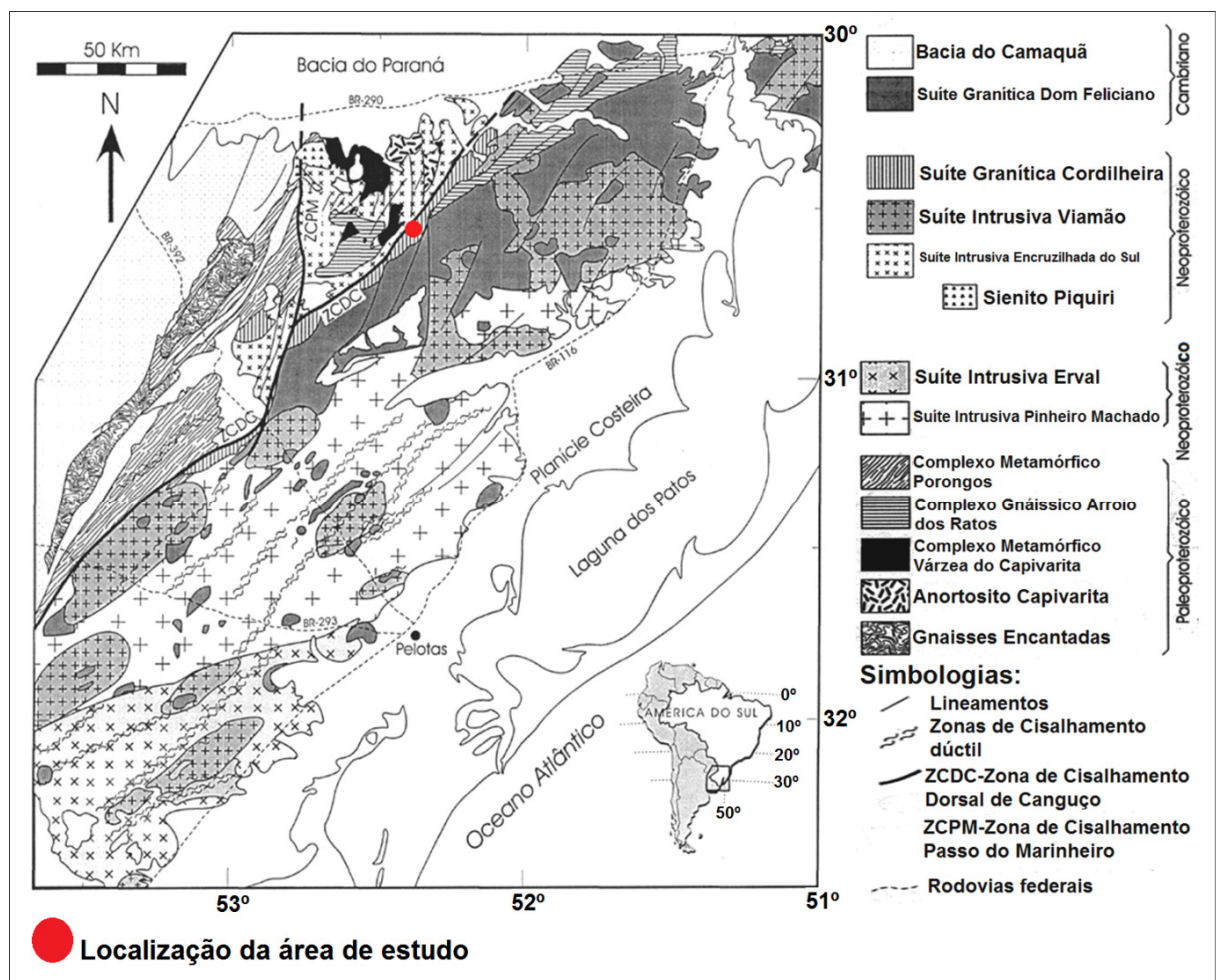 50 Km
N
Bacia do Paraná
BR-290
ZCPM
BR-392
ZCDC
ZCDG
BR-116
Planície Costeira
Laguna dos Patos
BR-293
Pelotas
Oceano Atlântico
AMÉRICA DO SUL
0º
10º
20º
30º
50º
30º
31º
32º
53º
52º
51º
Localização da área de estudo
Bacia do Camaquã
Suíte Granítica Dom Feliciano
Cambriano
Suíte Granítica Cordilheira
Suíte Intrusiva Viamão
Suíte Intrusiva Encruzilhada do Sul
Sienito Piquiri
Neoproterozólco
Suíte Intrusiva Erval
Suíte Intrusiva Pinheiro Machado
Neoproterozólco
Complexo Metamórfico
Porongos
Complexo Gnáissico Arroio
dos Ratos
Complexo Metamórfico
Várzea do Capivarita
Anortosito Capivarita
Gnaisses Encantadas
Paleoproterozólco
Simbologias:
Lineamentos
Zonas de Cisalhamento
dúctil
ZCDC-Zona de Cisalhamento
Dorsal de Canguço
ZCPM-Zona de Cisalhamento
Passo do Marinheiro
Rodovias federais